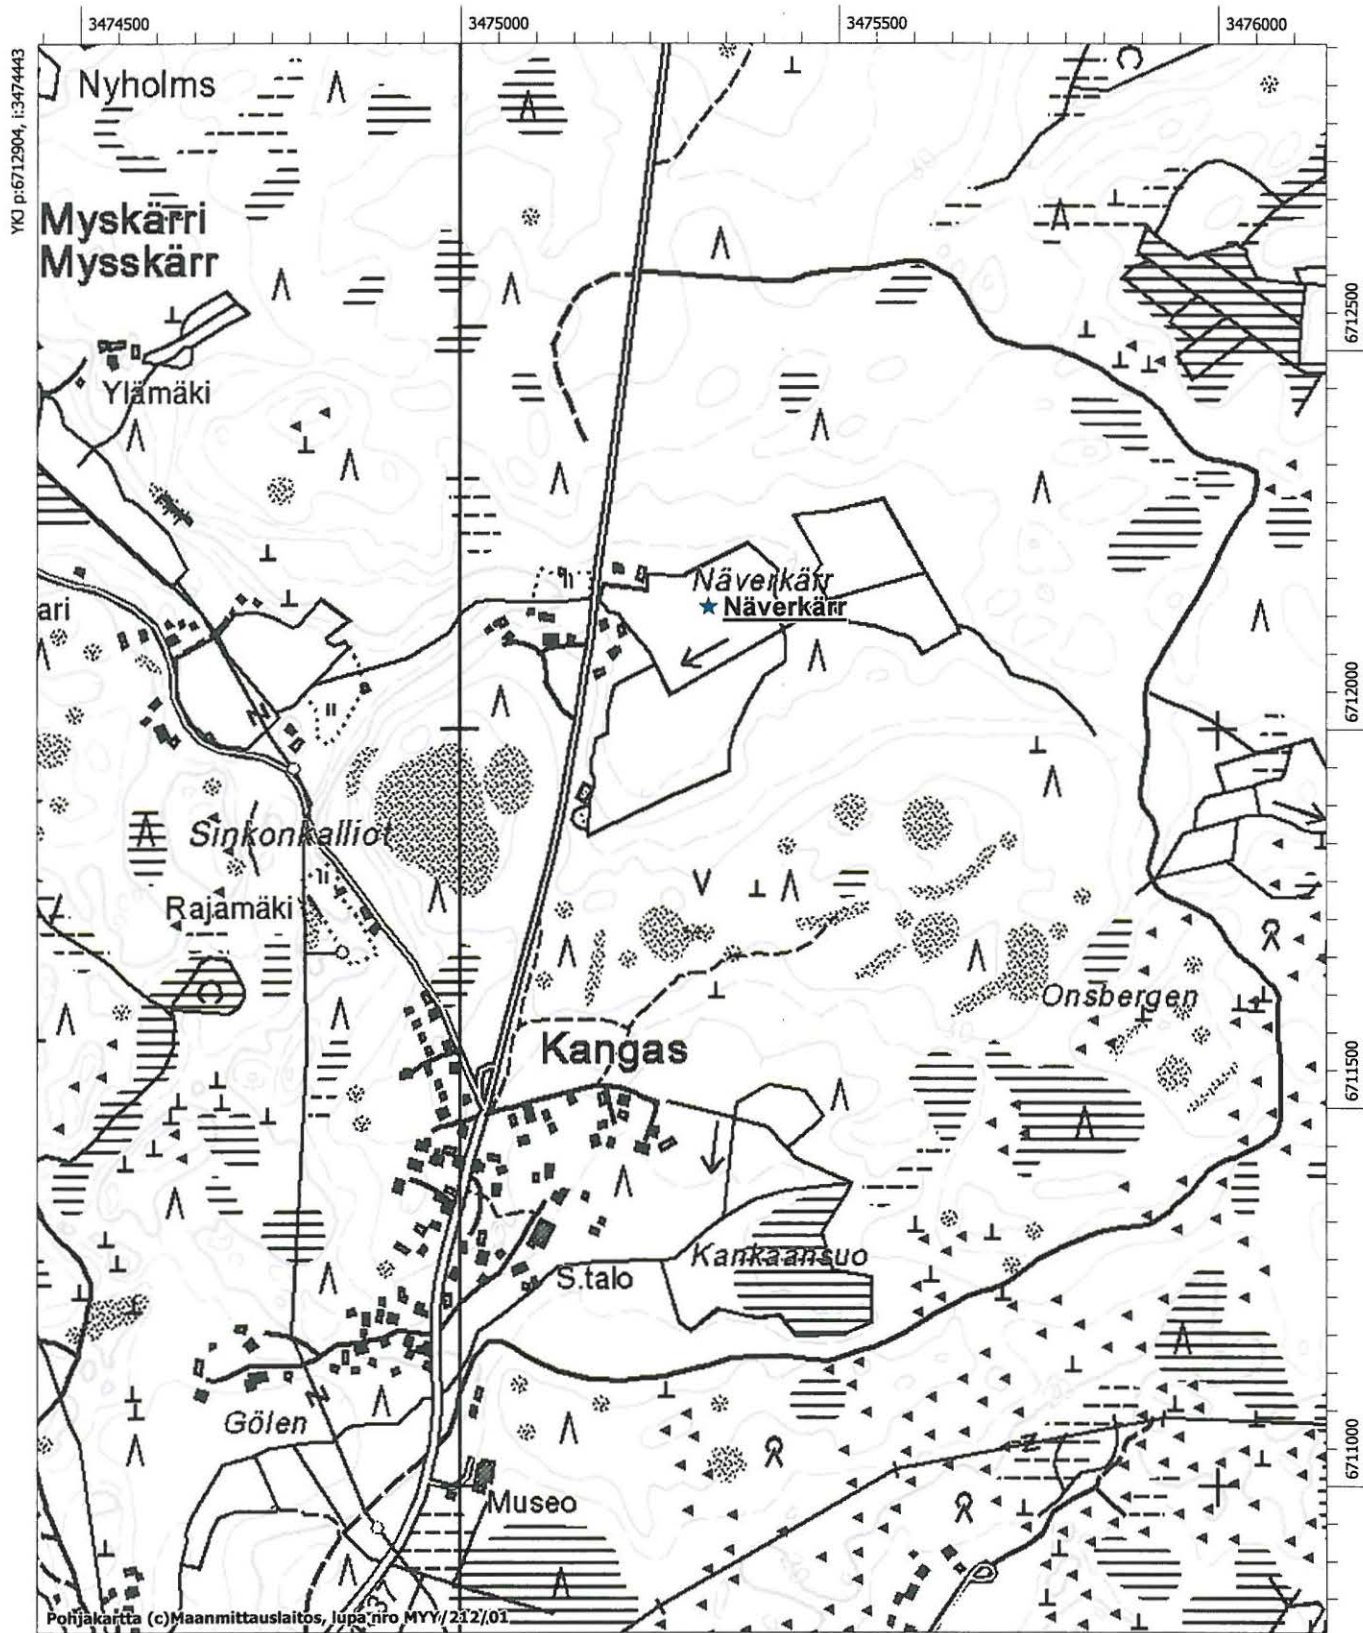 3474500
3475000
3475500
3476000
YKJ p:6712904, i:3474443
Nyholms
Myskärri
Mysskärr
6712500
Ylämäki
Näverkärr
Näverkärr
ari
6712000
Sinkonkalliot
Rajamäki
Onsbergen
Kangas
6711500
Kankaansuo
S.talo
Gölen
6711000
Museo
Pohjakartta (c)Maanmittauslaitos, lupa nro MYY/212/01